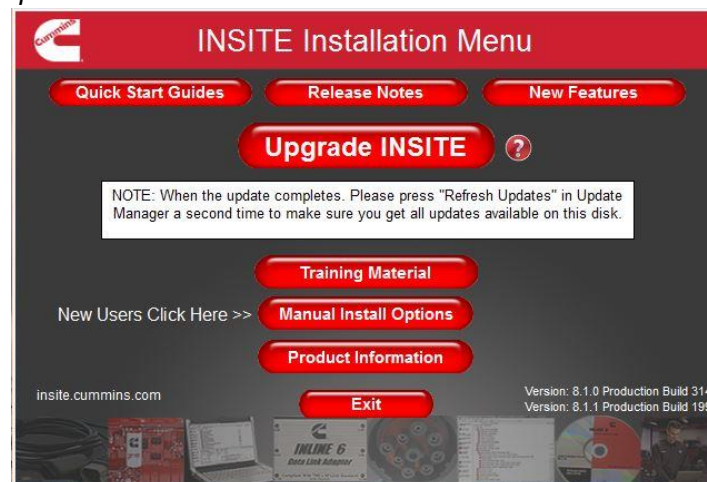 Cummins
INSITE Installation Menu
Quick Start Guides
Release Notes
New Features
Upgrade INSITE
?
NOTE: When the update completes. Please press "Refresh Updates" in Update
Manager a second time to make sure you get all updates available on this disk.
Training Material
New Users Click Here >>
Manual Install Options
Product Information
insite.cummins.com
Exit
Version: 8.1.0 Production Build 314
Version: 8.1.1 Production Build 199
INLINE 6
Data Link Adapter